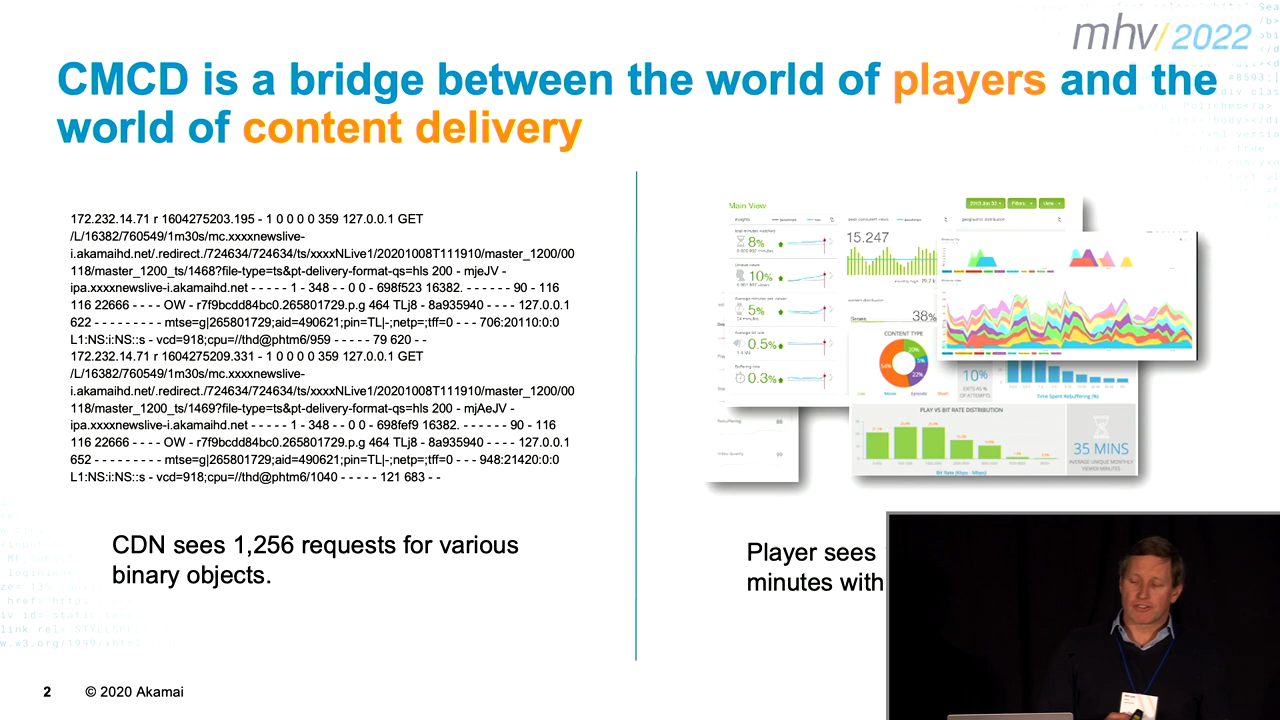 mhv/2022
CMCD is a bridge between the world of players and the
world of content delivery
172.232.14.71 r 1604275203.195 - 1 0 0 0 0 359 127.0.0.1 GET
/L/16382/760549/1m30s/mc.xxxxnewslive-
i.akamaihd.net/.redirect./724634/724634/ts/xxxxNLive1/20201008T111910/master_1200/00
118/master_1200_ts/1468?file-type=ts&pt-delivery-format-qs=hls 200 - mjeJV -
ipa.xxxxnewslive-i.akamaihd.net - - - - - 1 - 348 - - 0 0 - 698f523 16382. - - - - - - 90 - 116
116 22666 - - - - OW - r7f9bcdd84bc0.265801729.p.g 464 TLj8 - 8a935940 - - - - 127.0.0.1
622 - - - - - - - - - mtse=g|265801729;aid=490621;pin=TL|-;netp=;tff=0 - - - 706:20110:0:0
L1:NS:i:NS::s - vcd=918;cpu=//thd@phtm6/959 - - - - - 79 620 - -
172.232.14.71 r 1604275209.331 - 1 0 0 0 0 359 127.0.0.1 GET
/L/16382/760549/1m30s/mc.xxxxnewslive-
i.akamaihd.net/.redirect./724634/724634/ts/xxxxNLive1/20201008T111910/master_1200/00
118/master_1200_ts/1469?file-type=ts&pt-delivery-format-qs=hls 200 - mjAeJV -
ipa.xxxxnewslive-i.akamaihd.net - - - - - 1 - 348 - - 0 0 - 698fef9 16382. - - - - - - 90 - 116
116 22666 - - - - OW - r7f9bcdd84bc0.265801729.p.g 464 TLj8 - 8a935940 - - - - 127.0.0.1
652 - - - - - - - - - mtse=g|265801729;aid=490621;pin=TL|-;netp=;tff=0 - - - 948:21420:0:0
L1:NS:i:NS::s - vcd=918;cpu=//thd@phtm6/1040 - - - - - 121 683 - -
CDN sees 1,256 requests for various
binary objects.
Main View
8%
10%
5%
0.5%
0.3%
15.247
38%
CONTENT TYPE
10%
Time Spent Rebuffering (%)
PLAY VS BIT RATE DISTRIBUTION
Bit Rate (Kbps - Mbps)
35 MINS
AVERAGE UNIQUE MONTHLY
VIEWER MINUTES
Player sees
minutes with
2
© 2020 Akamai